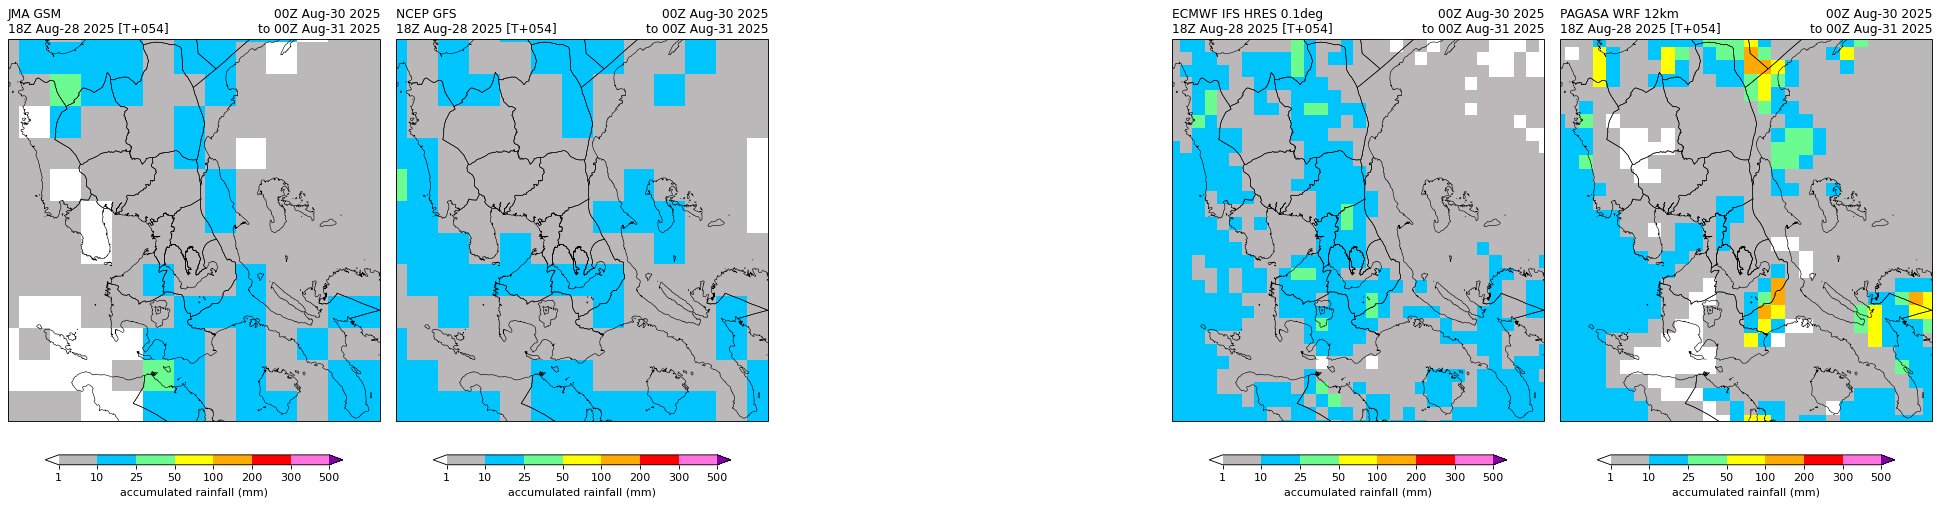 JMA GSM 00Z Aug-30 2025
18Z Aug-28 2025 [T+054] to 00Z Aug-31 2025
NCEP GFS 00Z Aug-30 2025
18Z Aug-28 2025 [T+054] to 00Z Aug-31 2025
ECMWF IFS HRES 0.1deg 00Z Aug-30 2025
18Z Aug-28 2025 [T+054] to 00Z Aug-31 2025
PAGASA WRF 12km 00Z Aug-30 2025
18Z Aug-28 2025 [T+054] to 00Z Aug-31 2025
1 10 25 50 100 200 300 500
accumulated rainfall (mm)
1 10 25 50 100 200 300 500
accumulated rainfall (mm)
1 10 25 50 100 200 300 500
accumulated rainfall (mm)
1 10 25 50 100 200 300 500
accumulated rainfall (mm)